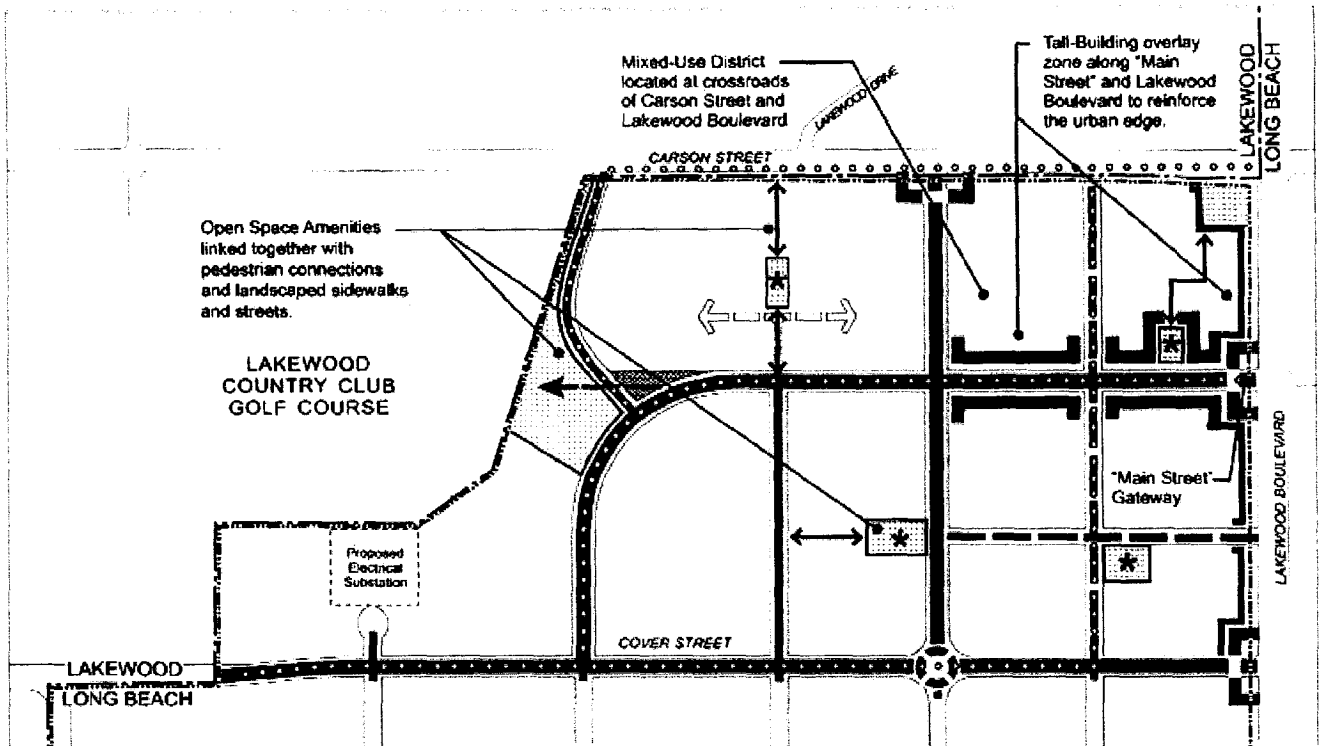 Mixed-Use District
located at crossroads
of Carson Street and
Lakewood Boulevard
LAKEWOOD DRIVE
Tall-Building overlay
zone along "Main
Street" and Lakewood
Boulevard to reinforce
the urban edge.
LAKEWOOD
LONG BEACH
CARSON STREET
Open Space Amenities
linked together with
pedestrian connections
and landscaped sidewalks
and streets.
LAKEWOOD
COUNTRY CLUB
GOLF COURSE
"Main Street"
Gateway
LAKEWOOD BOULEVARD
Proposed
Electrical
Substation
COVER STREET
LAKEWOOD
LONG BEACH